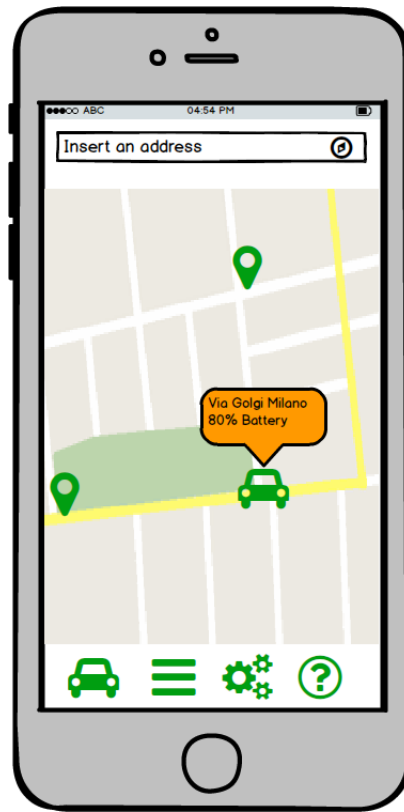 ABC 04:54 PM
Insert an address
Via Golgi Milano
80% Battery
?